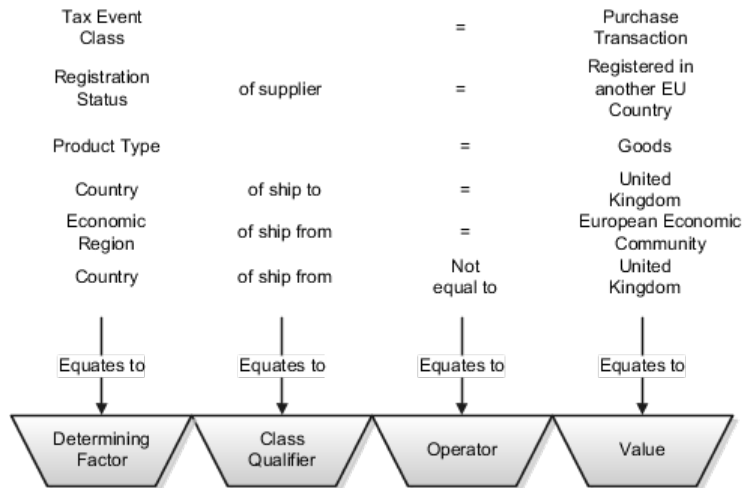 Tax Event
Class
=
Purchase
Transaction
Registration
Status
of supplier
=
Registered in
another EU
Country
Product Type
=
Goods
Country
of ship to
=
United
Kingdom
Economic
Region
of ship from
=
European Economic
Community
Country
of ship from
Not
equal to
United
Kingdom
Equates to
Equates to
Equates to
Equates to
Determining
Factor
Class
Qualifier
Operator
Value